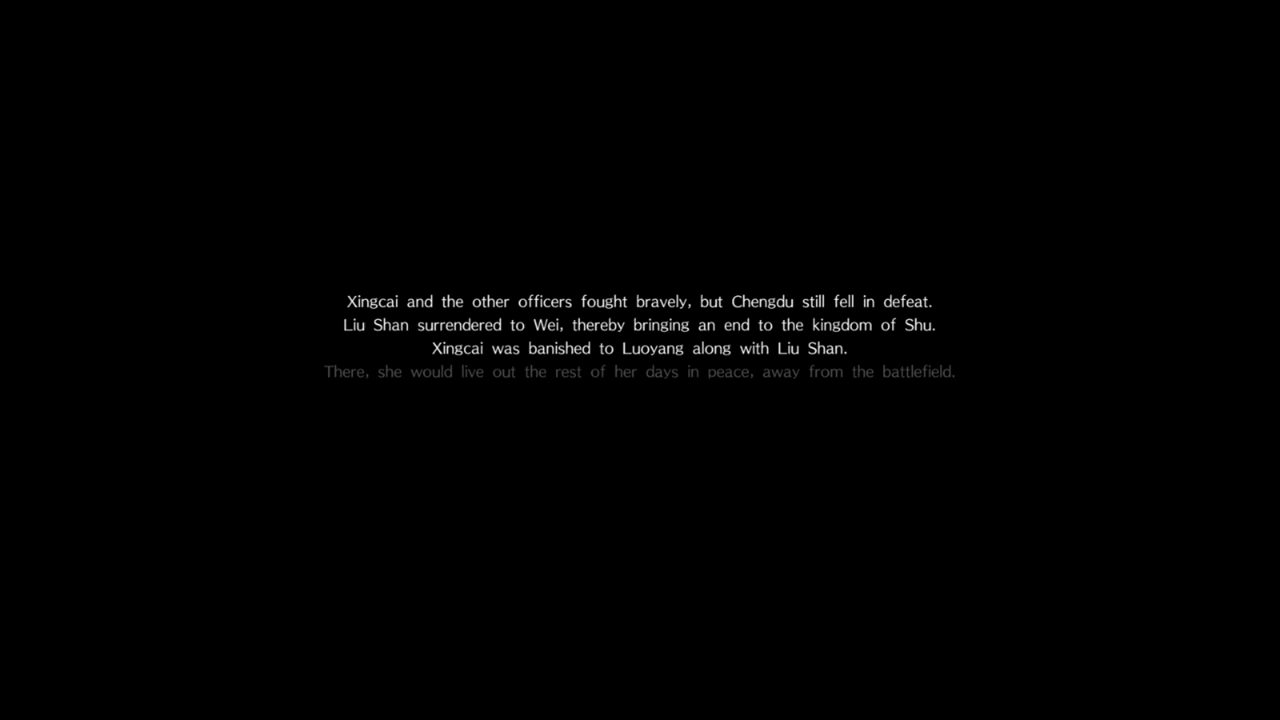 Xingcai and the other officers fought bravely, but Chengdu still fell in defeat.
Liu Shan surrendered to Wei, thereby bringing an end to the kingdom of Shu.
Xingcai was banished to Luoyang along with Liu Shan.
There, she would live out the rest of her days in peace, away from the battlefield.